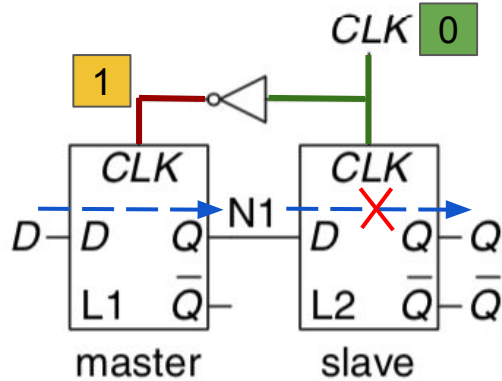 CLK 0
1
CLK CLK
D D Q N1 D Q Q
L1 Q̅ L2 Q̅ Q̅
master slave